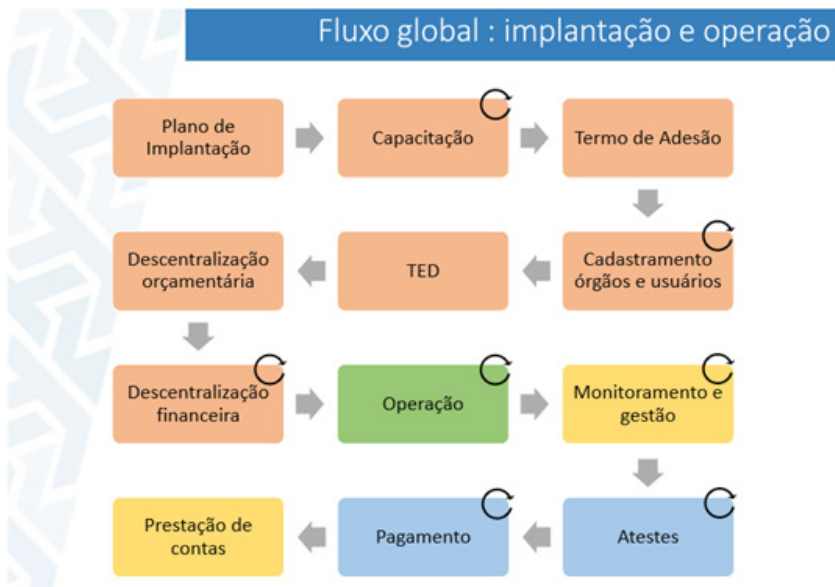 Fluxo global : implantação e operação
Plano de
Implantação
Capacitação
Termo de Adesão
Cadastramento
órgãos e usuários
TED
Descentralização
orçamentária
Descentralização
financeira
Operação
Monitoramento e
gestão
Atestes
Pagamento
Prestação de
contas